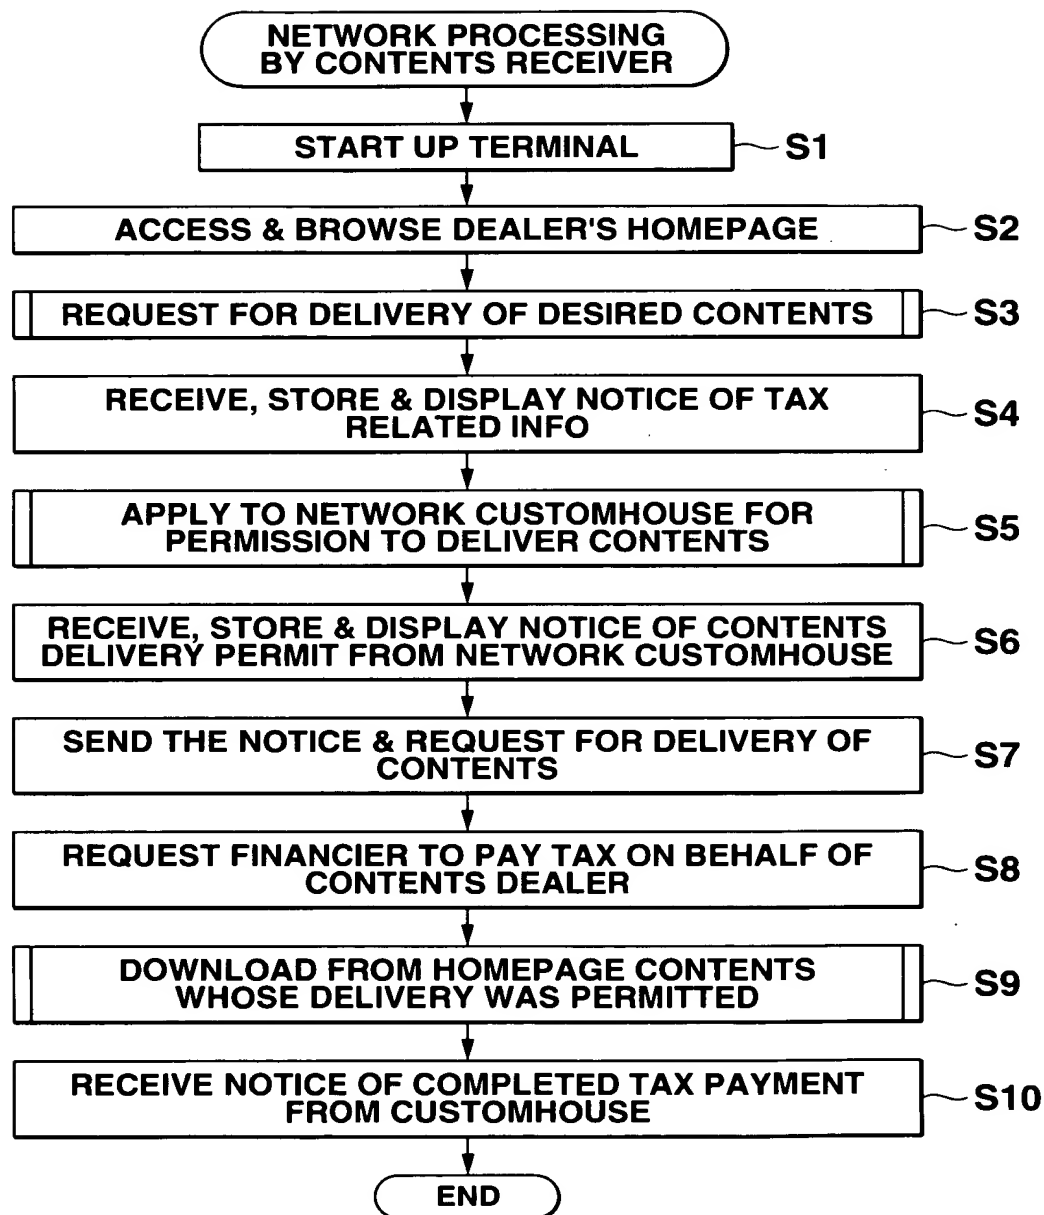 NETWORK PROCESSING
BY CONTENTS RECEIVER
START UP TERMINAL
S1
ACCESS & BROWSE DEALER'S HOMEPAGE
S2
REQUEST FOR DELIVERY OF DESIRED CONTENTS
S3
RECEIVE, STORE & DISPLAY NOTICE OF TAX
RELATED INFO
S4
APPLY TO NETWORK CUSTOMHOUSE FOR
PERMISSION TO DELIVER CONTENTS
S5
RECEIVE, STORE & DISPLAY NOTICE OF CONTENTS
DELIVERY PERMIT FROM NETWORK CUSTOMHOUSE
S6
SEND THE NOTICE & REQUEST FOR DELIVERY OF
CONTENTS
S7
REQUEST FINANCIER TO PAY TAX ON BEHALF OF
CONTENTS DEALER
S8
DOWNLOAD FROM HOMEPAGE CONTENTS
WHOSE DELIVERY WAS PERMITTED
S9
RECEIVE NOTICE OF COMPLETED TAX PAYMENT
FROM CUSTOMHOUSE
S10
END